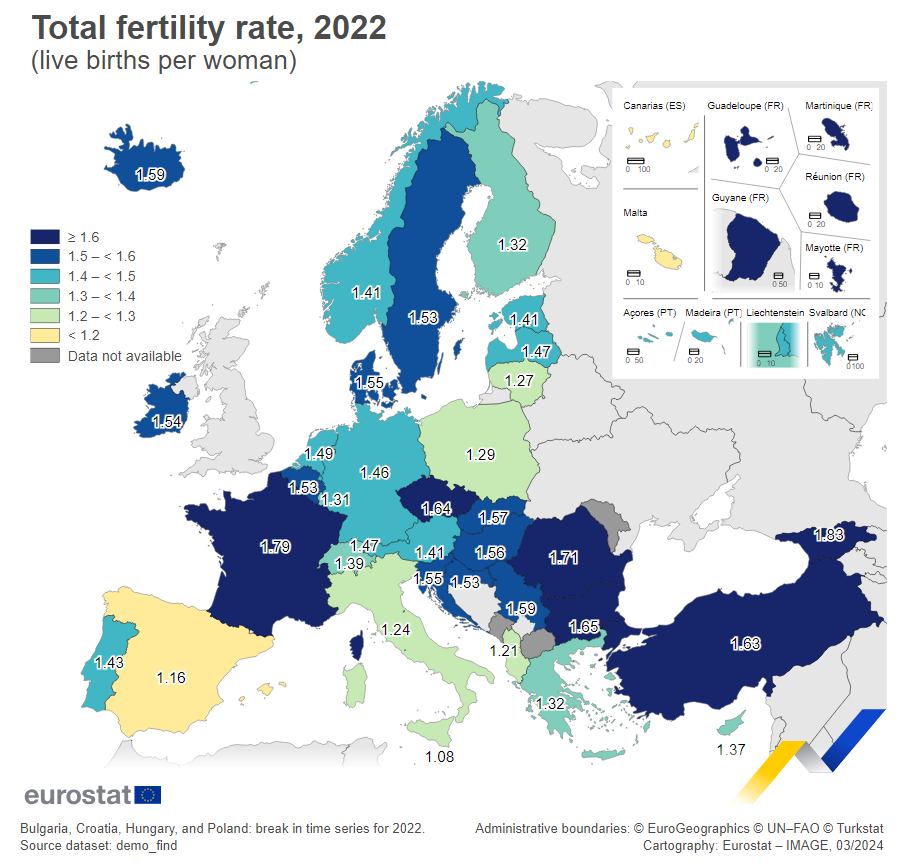 Total fertility rate, 2022
(live births per woman)
Canarias (ES)
Guadeloupe (FR)
Martinique (FR)
0 100
0 20
0 20
Réunion (FR)
0 20
Malta
0 10
Guyane (FR)
0 50
Mayotte (FR)
0 10
Açores (PT)
0 50
Madeira (PT)
0 20
Liechtenstein
0 10
Svalbard (NO
0 100
≥ 1.6
1.5 – < 1.6
1.4 – < 1.5
1.3 – < 1.4
1.2 – < 1.3
< 1.2
Data not available
1.59
1.32
1.41
1.53
1.41
1.47
1.27
1.55
1.54
1.49
1.46
1.29
1.53
1.31
1.64
1.57
1.79
1.47
1.39
1.41
1.56
1.71
1.83
1.55
1.53
1.59
1.65
1.24
1.21
1.63
1.43
1.16
1.32
1.37
1.08
eurostat
Bulgaria, Croatia, Hungary, and Poland: break in time series for 2022.
Source dataset: demo_find
Administrative boundaries: © EuroGeographics © UN–FAO © Turkstat
Cartography: Eurostat – IMAGE, 03/2024